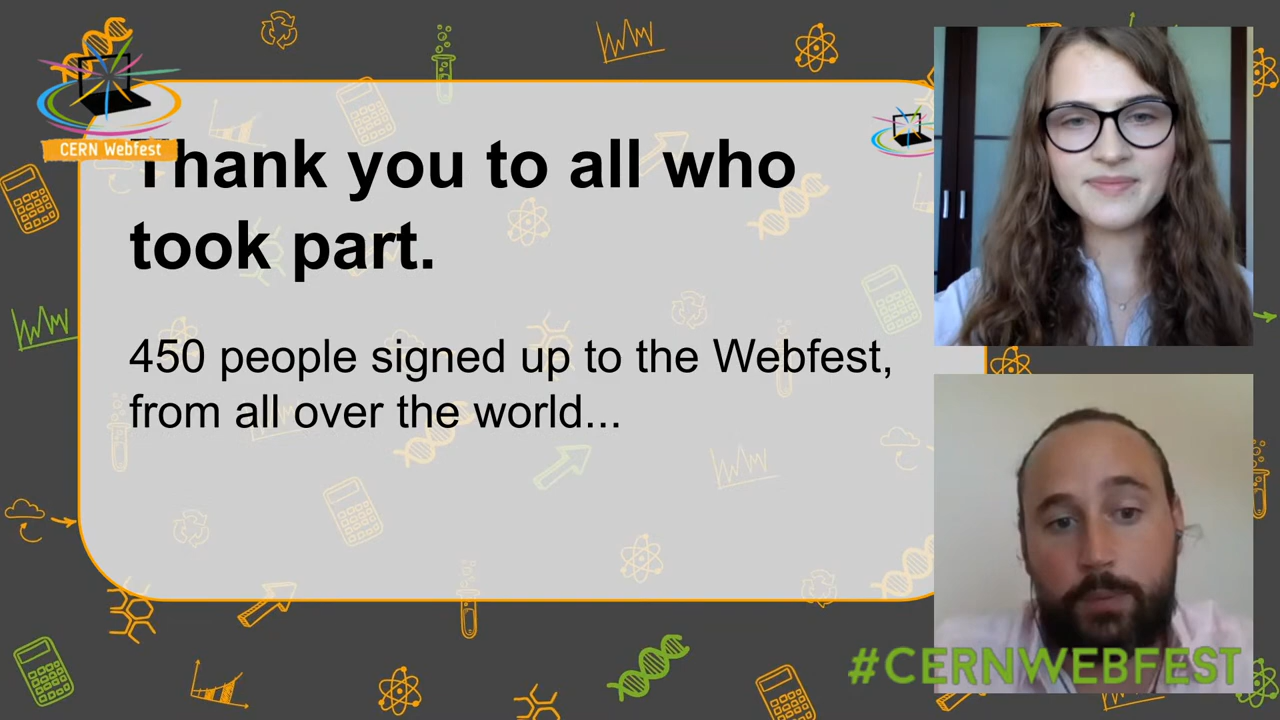 CERN Webfest
Thank you to all who
took part.
450 people signed up to the Webfest,
from all over the world...
#CERNWEBFEST